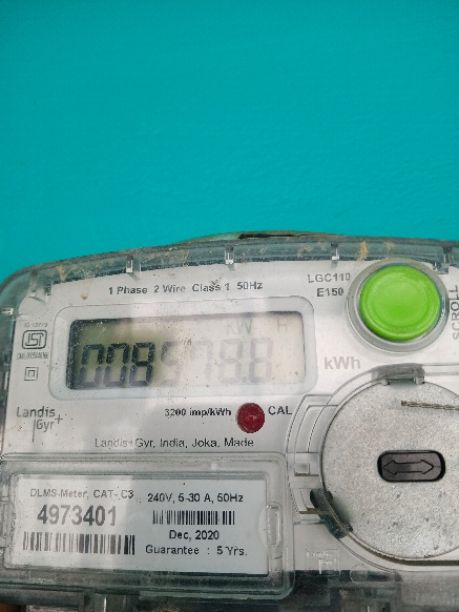 1 Phase 2 Wire Class 1 50Hz
LGC110
E150
SCROLL
KW H
kWh
3200 imp/kWh
CAL
Landis+
Gyr
Landis+Gyr, India, Joka, Made
DLMS-Meter, CAT- C3
240V, 5-30 A, 50Hz
4973401
Dec, 2020
Guarantee : 5 Yrs.